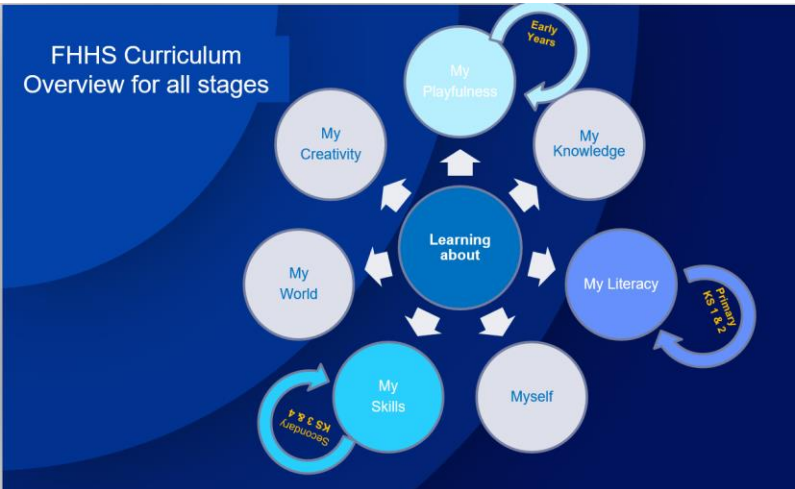 FHHS Curriculum
Overview for all stages
Early
Years
My
Playfulness
My
Creativity
My
Knowledge
Learning
about
My
World
My Literacy
Primary
KS 1 & 2
My
Skills
Secondary
KS 3 & 4
Myself